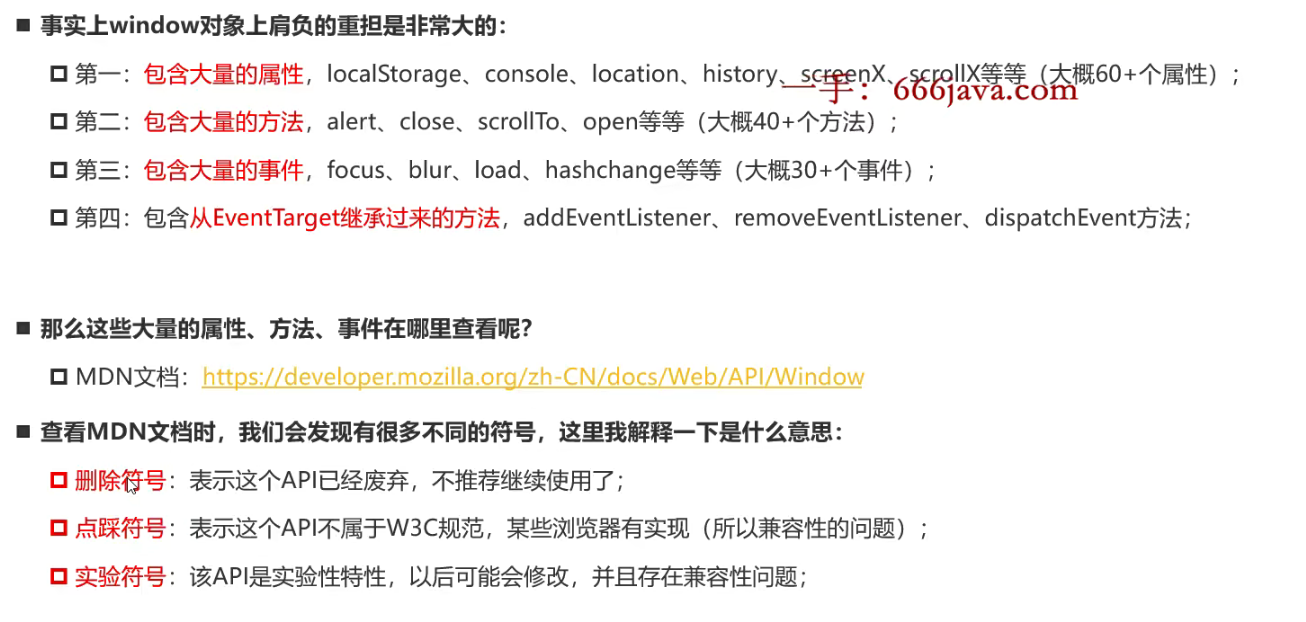 事实上window对象上肩负的重担是非常大的：
第一：包含大量的属性，localStorage、console、location、history、screenX、scrollX等等（大概60+个属性）；
一手：666java.com
第二：包含大量的方法，alert、close、scrollTo、open等等（大概40+个方法）；
第三：包含大量的事件，focus、blur、load、hashchange等等（大概30+个事件）；
第四：包含从EventTarget继承过来的方法，addEventListener、removeEventListener、dispatchEvent方法；
那么这些大量的属性、方法、事件在哪里查看呢？
MDN文档：https://developer.mozilla.org/zh-CN/docs/Web/API/Window
查看MDN文档时，我们会发现有很多不同的符号，这里我解释一下是什么意思：
删除符号：表示这个API已经废弃，不推荐继续使用了；
点踩符号：表示这个API不属于W3C规范，某些浏览器有实现（所以兼容性的问题）；
实验符号：该API是实验性特性，以后可能会修改，并且存在兼容性问题；